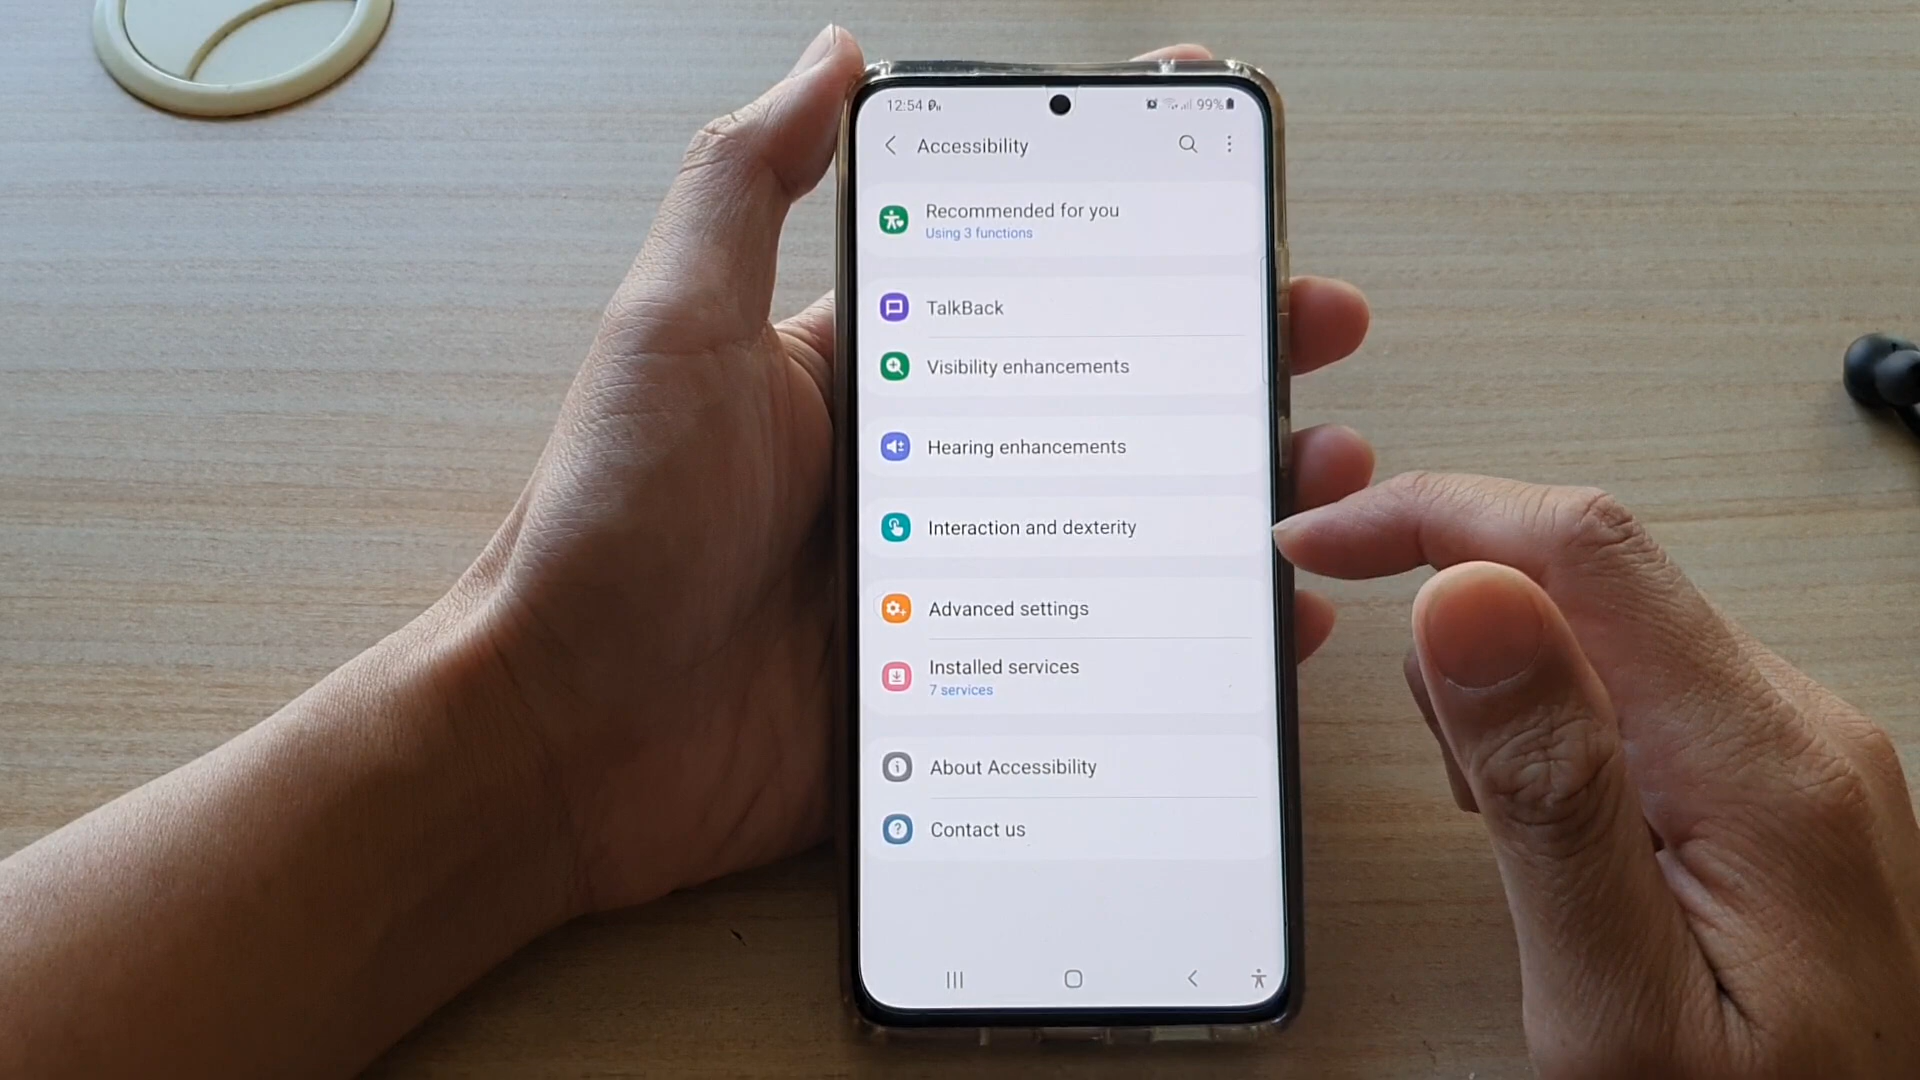 12:54
99%
Accessibility
Recommended for you
Using 3 functions
TalkBack
Visibility enhancements
Hearing enhancements
Interaction and dexterity
Advanced settings
Installed services
7 services
About Accessibility
Contact us